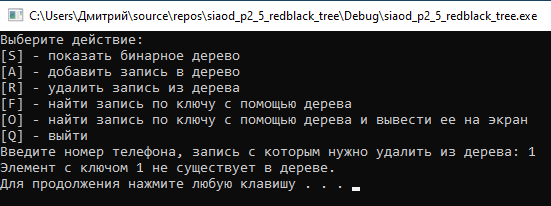 C:\Users\Дмитрий\source\repos\siaod_p2_5_redblack_tree\Debug\siaod_p2_5_redblack_tree.exe
Выберите действие:
[S] - показать бинарное дерево
[A] - добавить запись в дерево
[R] - удалить запись из дерева
[F] - найти запись по ключу с помощью дерева
[O] - найти запись по ключу с помощью дерева и вывести ее на экран
[Q] - выйти
Введите номер телефона, запись с которым нужно удалить из дерева: 1
Элемент с ключом 1 не существует в дереве.
Для продолжения нажмите любую клавишу . . .